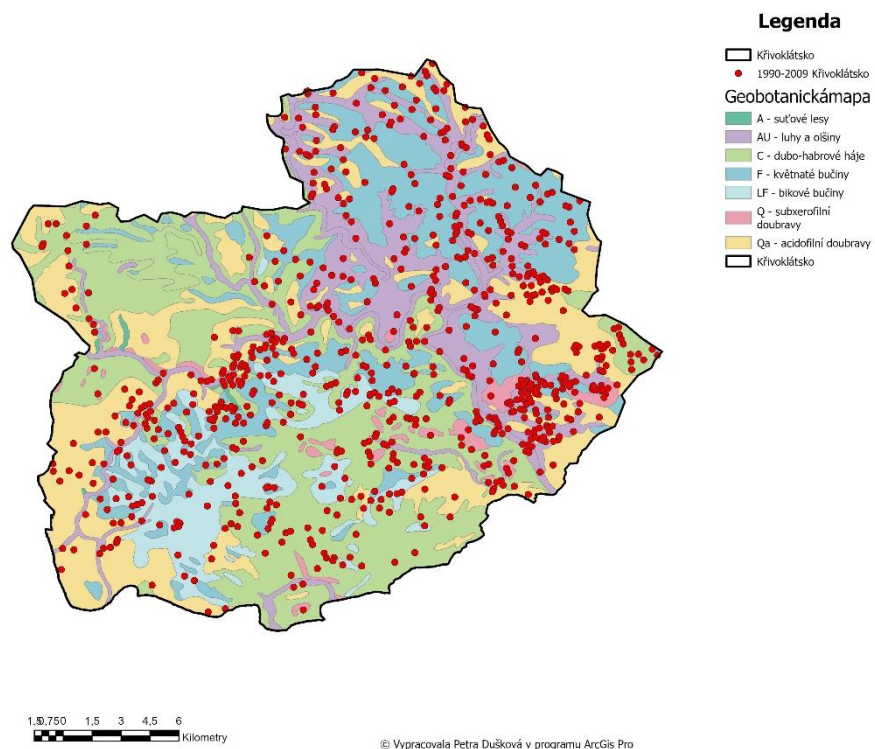 Legenda
Křivoklátsko
1990-2009 Křivoklátsko
Geobotanickámapa
A - suťové lesy
AU - luhy a olšiny
C - dubo-habrové háje
F - květnaté bučiny
LF - bikové bučiny
Q - subxerofilní
doubravy
Qa - acidofilní doubravy
Křivoklátsko
1,50,750 1,5 3 4,5 6
Kilometry
© Vypracovala Petra Dušková v programu ArcGis Pro